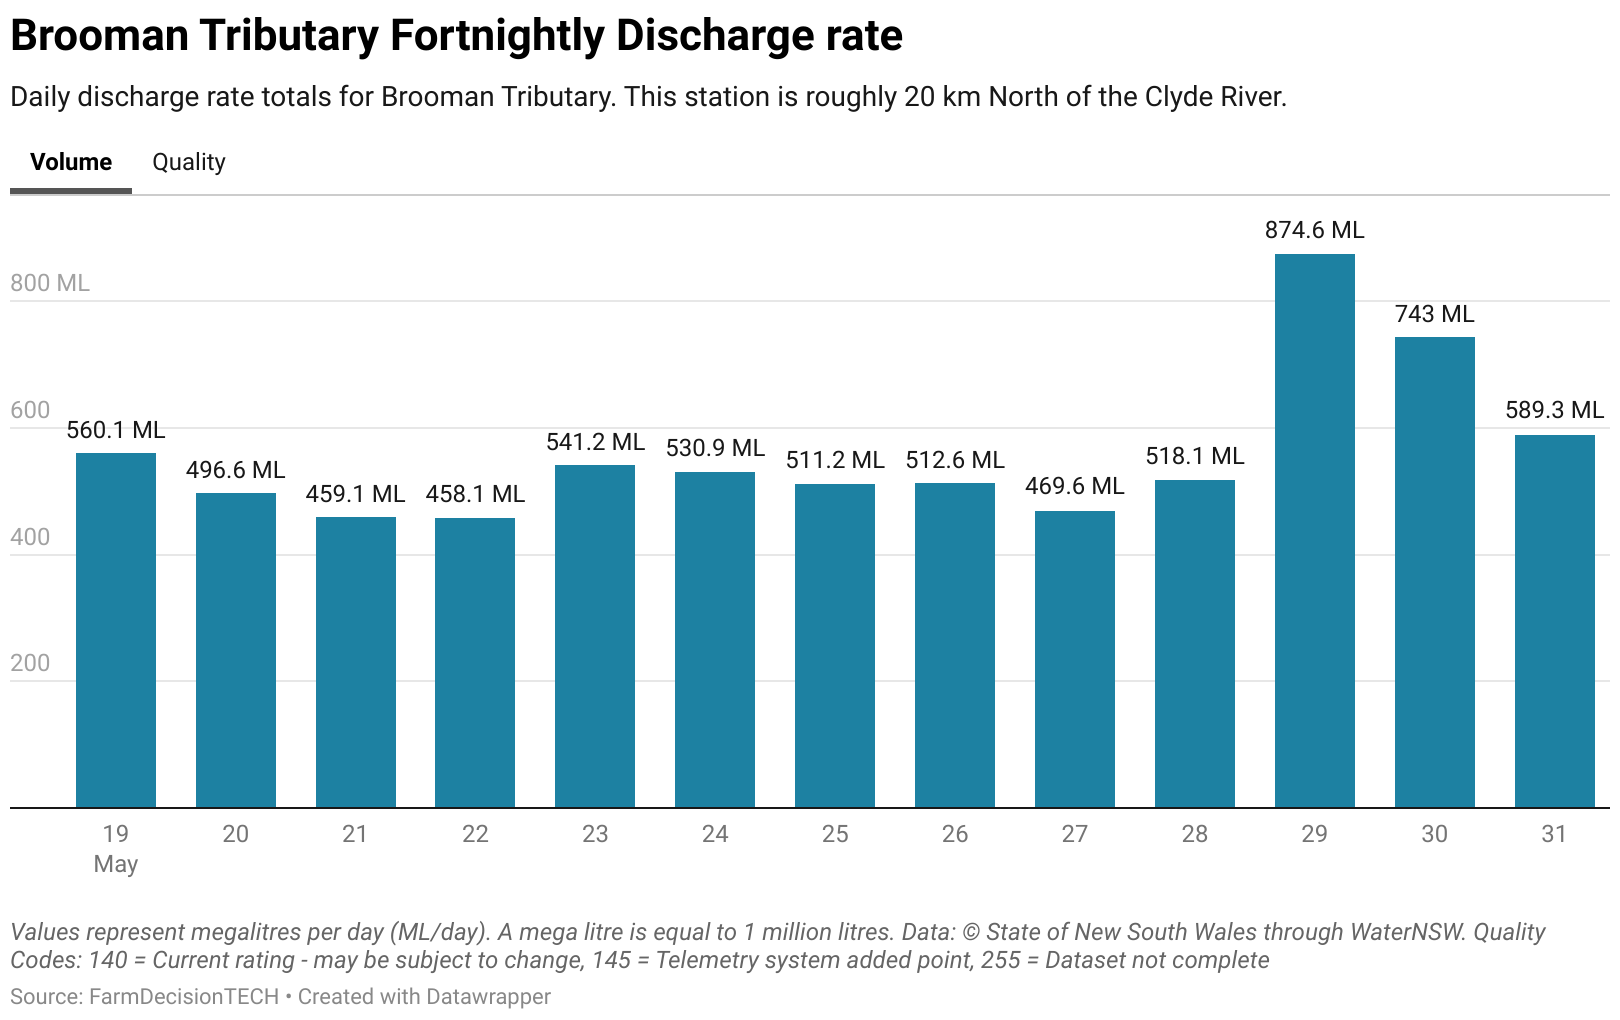 Brooman Tributary Fortnightly Discharge rate
Daily discharge rate totals for Brooman Tributary. This station is roughly 20 km North of the Clyde River.
Volume Quality
874.6 ML
800 ML
743 ML
600
589.3 ML
560.1 ML
541.2 ML
530.9 ML
511.2 ML
512.6 ML
518.1 ML
496.6 ML
469.6 ML
459.1 ML
458.1 ML
400
200
19 20 21 22 23 24 25 26 27 28 29 30 31
May
Values represent megalitres per day (ML/day). A mega litre is equal to 1 million litres. Data: © State of New South Wales through WaterNSW. Quality
Codes: 140 = Current rating - may be subject to change, 145 = Telemetry system added point, 255 = Dataset not complete
Source: FarmDecisionTECH • Created with Datawrapper